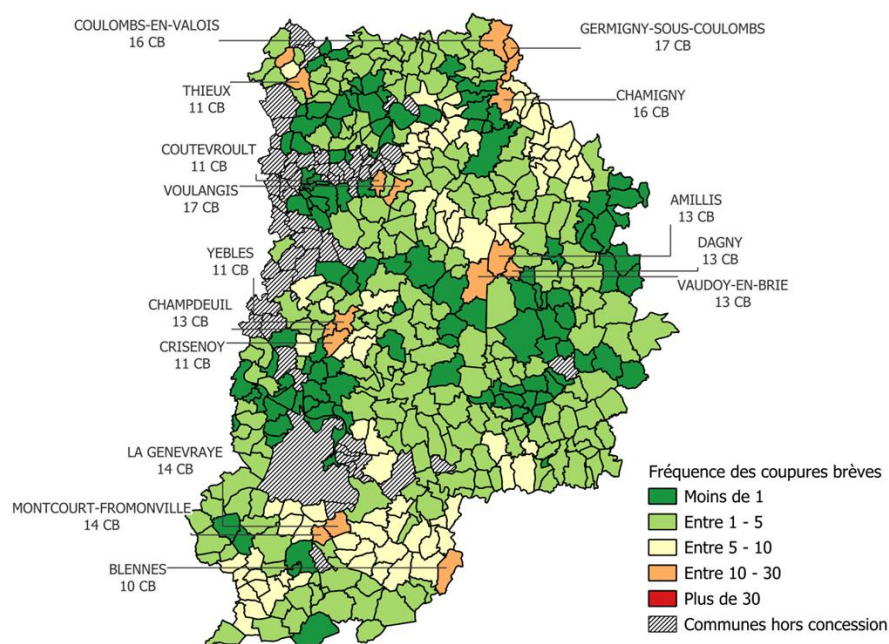 COULOMBS-EN-VALOIS
16 CB
GERMIGNY-SOUS-COULOMBS
17 CB
THIEUX
11 CB
CHAMIGNY
16 CB
COUTEVROULT
11 CB
VOULANGIS
17 CB
AMILLIS
13 CB
DAGNY
13 CB
VAUDOY-EN-BRIE
13 CB
YEBLES
11 CB
CHAMPDEUIL
13 CB
CRISENOY
11 CB
LA GENEVRAYE
14 CB
MONTCOURT-FROMONVILLE
14 CB
BLENNES
10 CB
Fréquence des coupures brèves
Moins de 1
Entre 1 - 5
Entre 5 - 10
Entre 10 - 30
Plus de 30
Communes hors concession